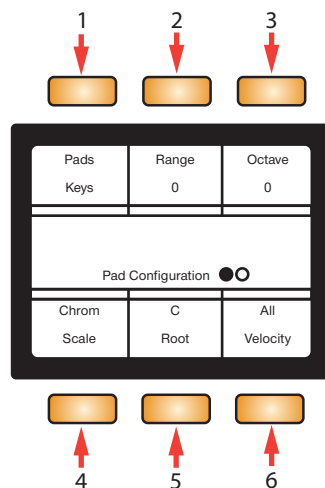 1 2 3
Pads Range Octave
Keys 0 0
Pad Configuration
Chrom C All
Scale Root Velocity
4 5 6